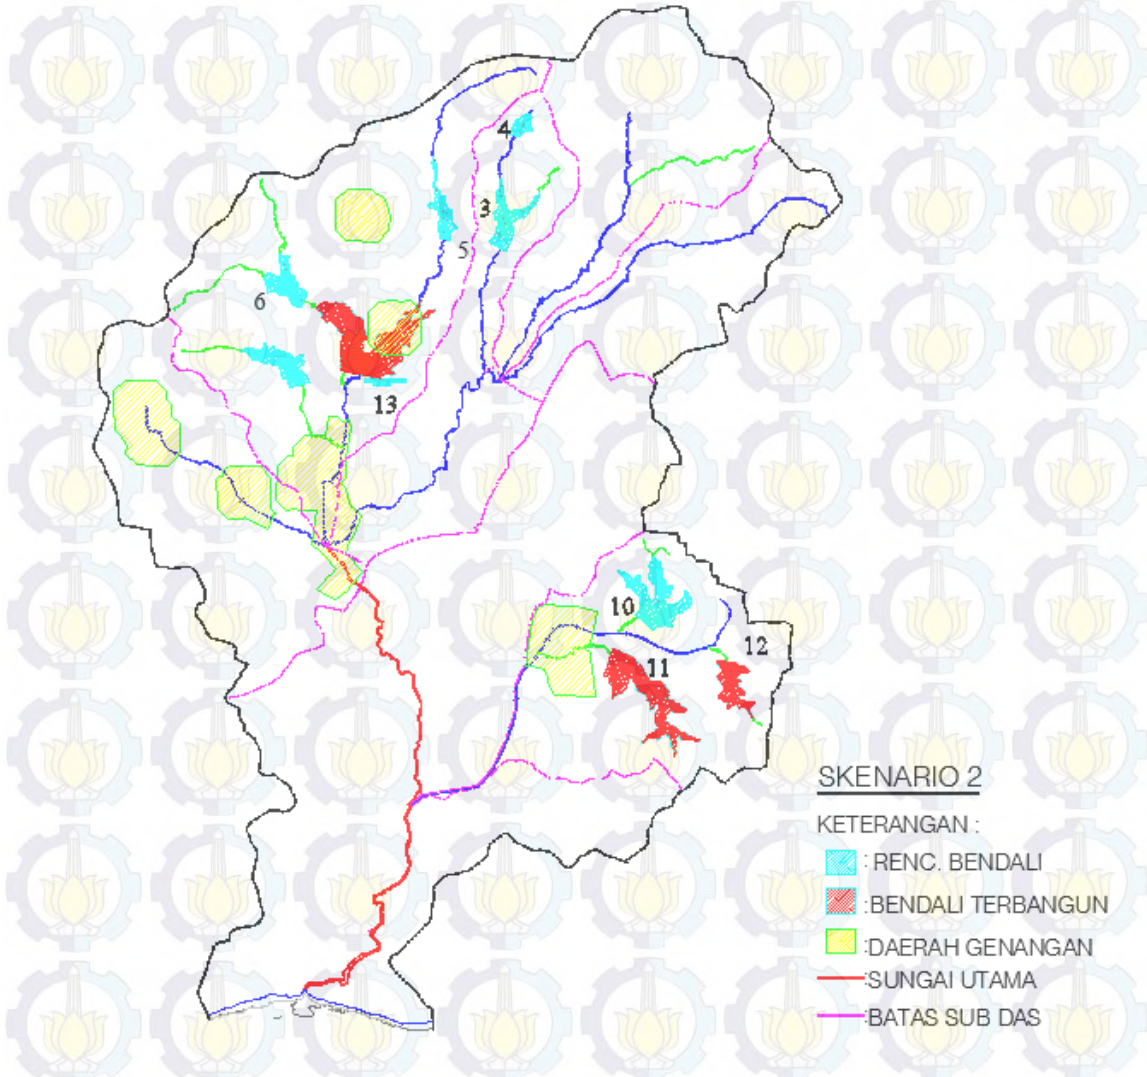 4
3
5
6
13
10
12
11
SKENARIO 2
KETERANGAN :
: RENC. BENDALI
:BENDALI TERBANGUN
:DAERAH GENANGAN
:SUNGAI UTAMA
:BATAS SUB DAS